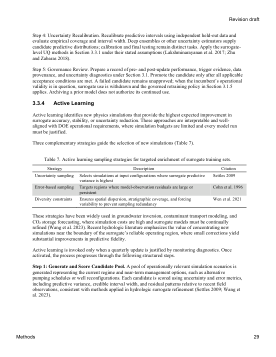 Revision draft
Step 4: Uncertainty Recalibration. Recalibrate predictive intervals using independent held-out data and
evaluate empirical coverage and interval width. Deep ensembles or other uncertainty estimators supply
candidate predictive distributions; calibration and final testing remain distinct tasks. Apply the surrogate-
level UQ methods in Section 3.3.1 under their stated assumptions (Lakshminarayanan et al. 2017; Zhu
and Zabaras 2018).
Step 5: Governance Review. Prepare a record of pre- and post-update performance, trigger evidence, data
provenance, and uncertainty diagnostics under Section 3.1. Promote the candidate only after all applicable
acceptance conditions are met. A failed candidate remains unapproved; when the incumbent's operational
validity is in question, surrogate use is withdrawn and the governed retaining policy in Section 3.1.5
applies. Archiving a prior model does not authorize its continued use.
3.3.4 Active Learning
Active learning identifies new physics simulations that provide the highest expected improvement in
surrogate accuracy, stability, or uncertainty reduction. These approaches are interpretable and well-
aligned with DOE operational requirements, where simulation budgets are limited and every model run
must be justified.
Three complementary strategies guide the selection of new simulations (Table 7).
Table 7. Active learning sampling strategies for targeted enrichment of surrogate training sets.
Strategy Description Citation
Uncertainty sampling Selects simulations at input configurations where surrogate predictive Settles 2009
variance is highest
Error-based sampling Targets regions where model-observation residuals are large or Cohn et al. 1996
persistent
Diversity constraints Ensures spatial dispersion, stratigraphic coverage, and forcing Wen et al. 2021
variability to prevent sampling redundancy
These strategies have been widely used in groundwater inversion, contaminant transport modeling, and
CO₂ storage forecasting, where simulation costs are high and surrogate models must be continually
refined (Wang et al. 2023). Recent hydrologic literature emphasizes the value of concentrating new
simulations near the boundary of the surrogate's reliable operating region, where small corrections yield
substantial improvements in predictive fidelity.
Active learning is invoked only when a quarterly update is justified by monitoring diagnostics. Once
activated, the process progresses through the following structured steps:
Step 1: Generate and Score Candidate Pool. A pool of operationally relevant simulation scenarios is
generated representing the current regime and near-term management options, such as alternative
pumping schedules or well reconfigurations. Each candidate is scored using uncertainty and error metrics,
including predictive variance, credible interval width, and residual patterns relative to recent field
observations, consistent with methods applied in hydrologic surrogate refinement (Settles 2009; Wang et
al. 2023).
Methods 29